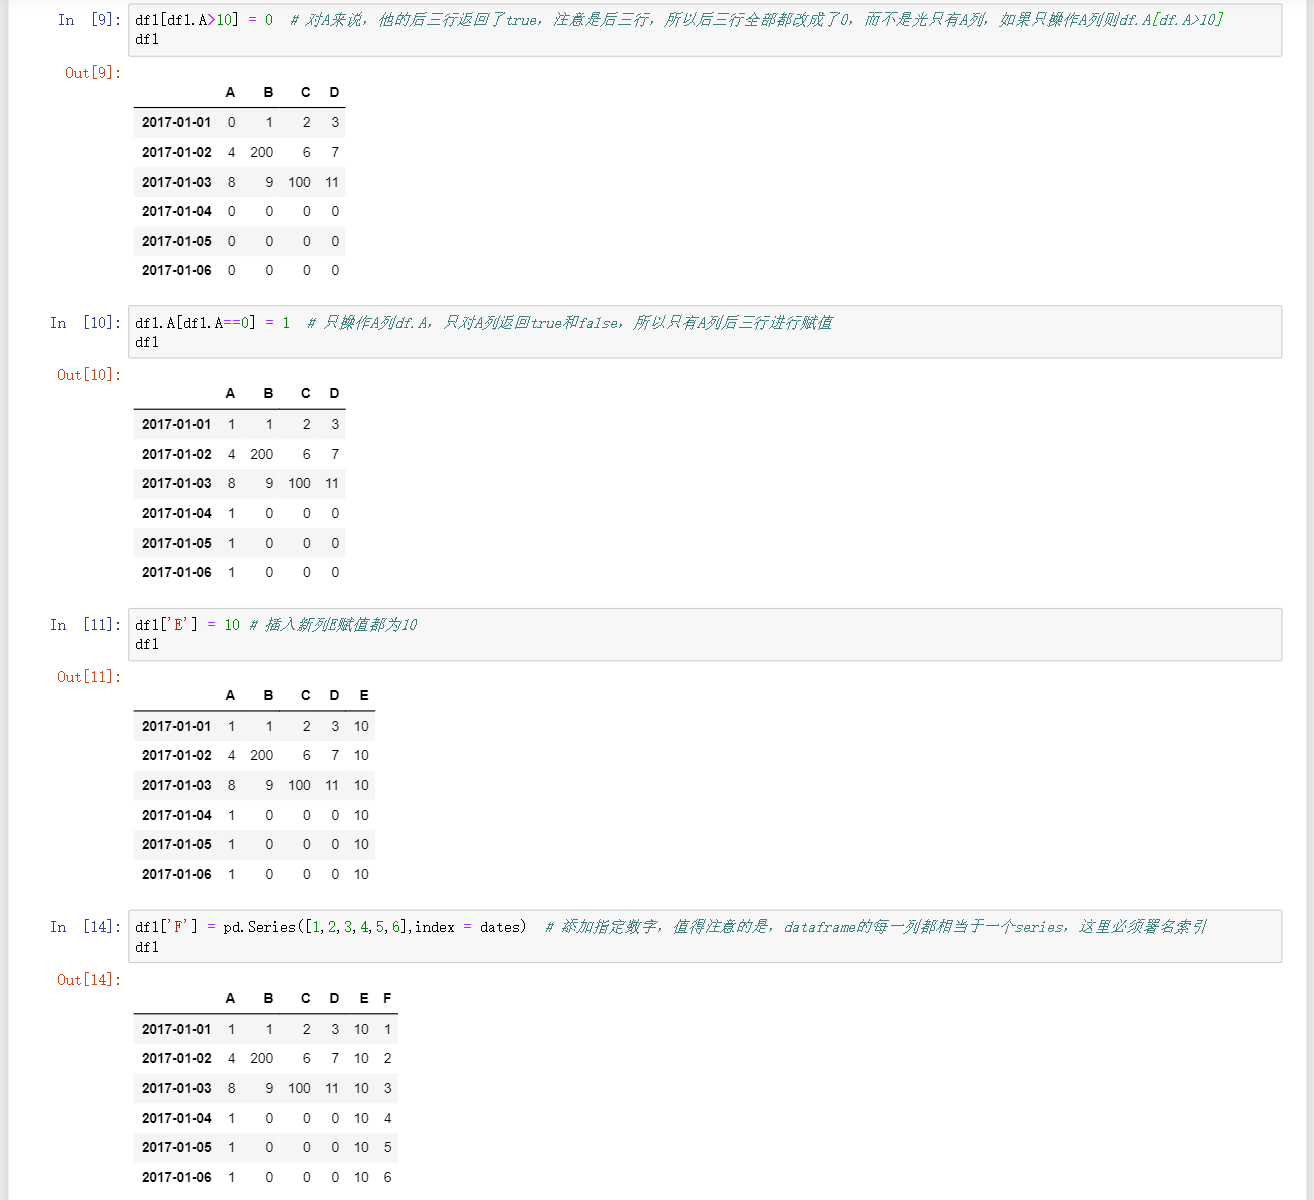 In [9]: df1[df1.A>10] = 0  # 对A来说，他的后三行返回了true，注意是后三行，所以后三行全部都改成了0，而不是光只有A列，如果只操作A列则df.A[df.A>10]
df1
Out[9]:
A B C D
2017-01-01 0 1 2 3
2017-01-02 4 200 6 7
2017-01-03 8 9 100 11
2017-01-04 0 0 0 0
2017-01-05 0 0 0 0
2017-01-06 0 0 0 0
In [10]: df1.A[df1.A==0] = 1  # 只操作A列df.A，只对A列返回true和false，所以只有A列后三行进行赋值
df1
Out[10]:
A B C D
2017-01-01 1 1 2 3
2017-01-02 4 200 6 7
2017-01-03 8 9 100 11
2017-01-04 1 0 0 0
2017-01-05 1 0 0 0
2017-01-06 1 0 0 0
In [11]: df1['E'] = 10 # 插入新列E赋值都为10
df1
Out[11]:
A B C D E
2017-01-01 1 1 2 3 10
2017-01-02 4 200 6 7 10
2017-01-03 8 9 100 11 10
2017-01-04 1 0 0 0 10
2017-01-05 1 0 0 0 10
2017-01-06 1 0 0 0 10
In [14]: df1['F'] = pd.Series([1,2,3,4,5,6],index = dates)  # 添加指定数字，值得注意的是，dataframe的每一列都相当于一个series，这里必须署名索引
df1
Out[14]:
A B C D E F
2017-01-01 1 1 2 3 10 1
2017-01-02 4 200 6 7 10 2
2017-01-03 8 9 100 11 10 3
2017-01-04 1 0 0 0 10 4
2017-01-05 1 0 0 0 10 5
2017-01-06 1 0 0 0 10 6